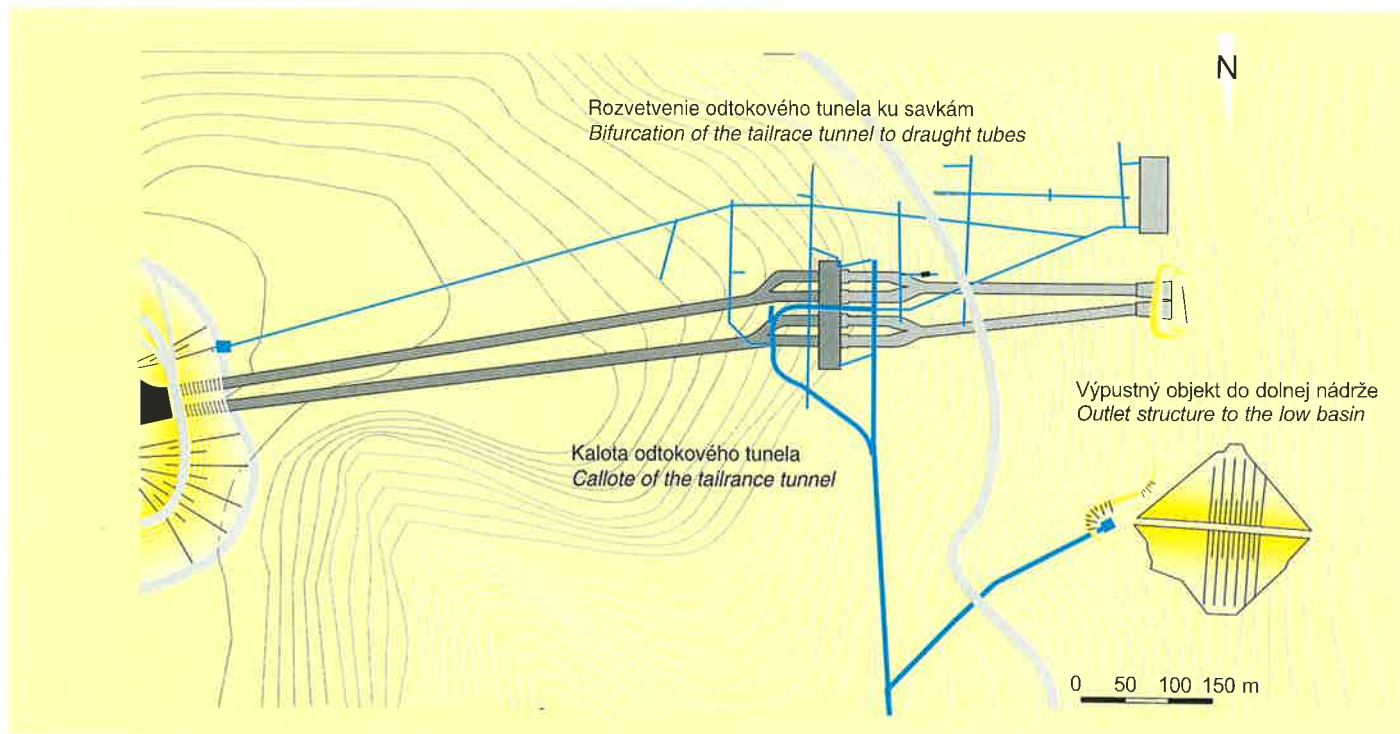 N
Rozvetvenie odtokového tunela ku savkám
Bifurcation of the tailrace tunnel to draught tubes
Výpustný objekt do dolnej nádrže
Outlet structure to the low basin
Kalota odtokového tunela
Callote of the tailrance tunnel
0 50 100 150 m